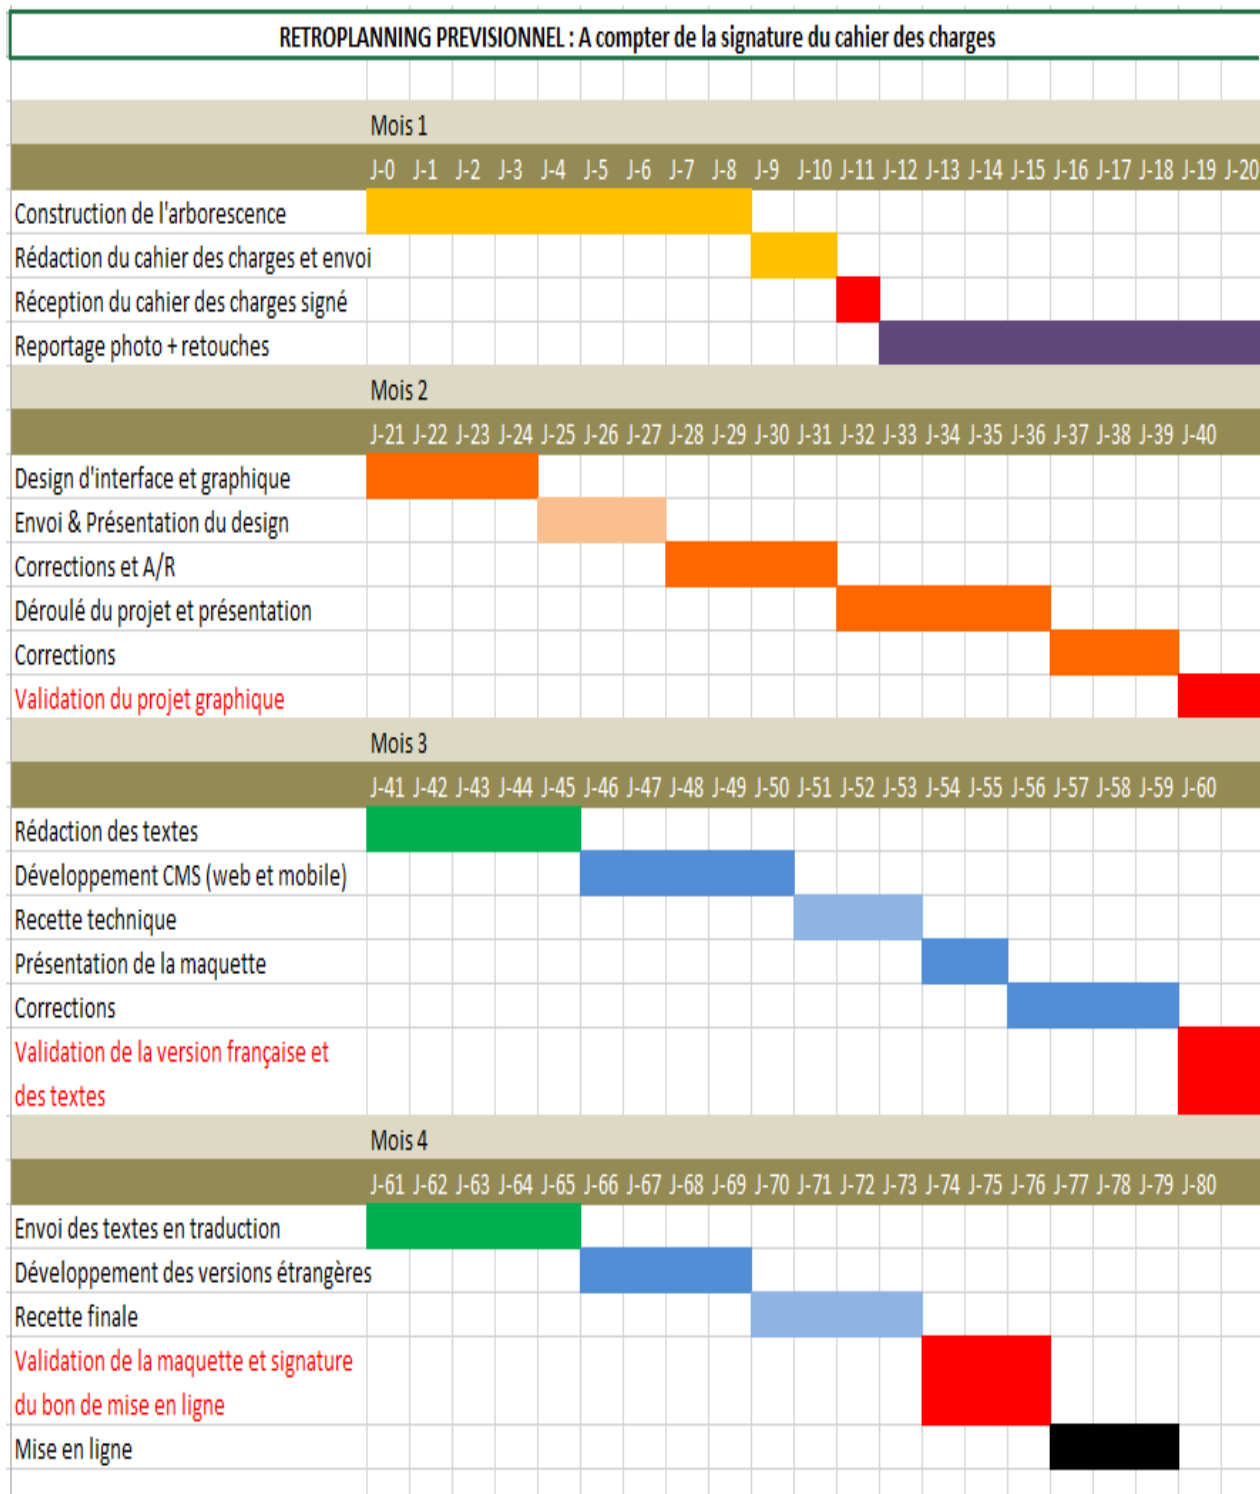 RETROPLANNING PREVISIONNEL : A compter de la signature du cahier des charges
Mois 1
J-0 J-1 J-2 J-3 J-4 J-5 J-6 J-7 J-8 J-9 J-10 J-11 J-12 J-13 J-14 J-15 J-16 J-17 J-18 J-19 J-20
Construction de l'arborescence
Rédaction du cahier des charges et envoi
Réception du cahier des charges signé
Reportage photo + retouches
Mois 2
J-21 J-22 J-23 J-24 J-25 J-26 J-27 J-28 J-29 J-30 J-31 J-32 J-33 J-34 J-35 J-36 J-37 J-38 J-39 J-40
Design d'interface et graphique
Envoi & Présentation du design
Corrections et A/R
Déroulé du projet et présentation
Corrections
Validation du projet graphique
Mois 3
J-41 J-42 J-43 J-44 J-45 J-46 J-47 J-48 J-49 J-50 J-51 J-52 J-53 J-54 J-55 J-56 J-57 J-58 J-59 J-60
Rédaction des textes
Développement CMS (web et mobile)
Recette technique
Présentation de la maquette
Corrections
Validation de la version française et
des textes
Mois 4
J-61 J-62 J-63 J-64 J-65 J-66 J-67 J-68 J-69 J-70 J-71 J-72 J-73 J-74 J-75 J-76 J-77 J-78 J-79 J-80
Envoi des textes en traduction
Développement des versions étrangères
Recette finale
Validation de la maquette et signature
du bon de mise en ligne
Mise en ligne